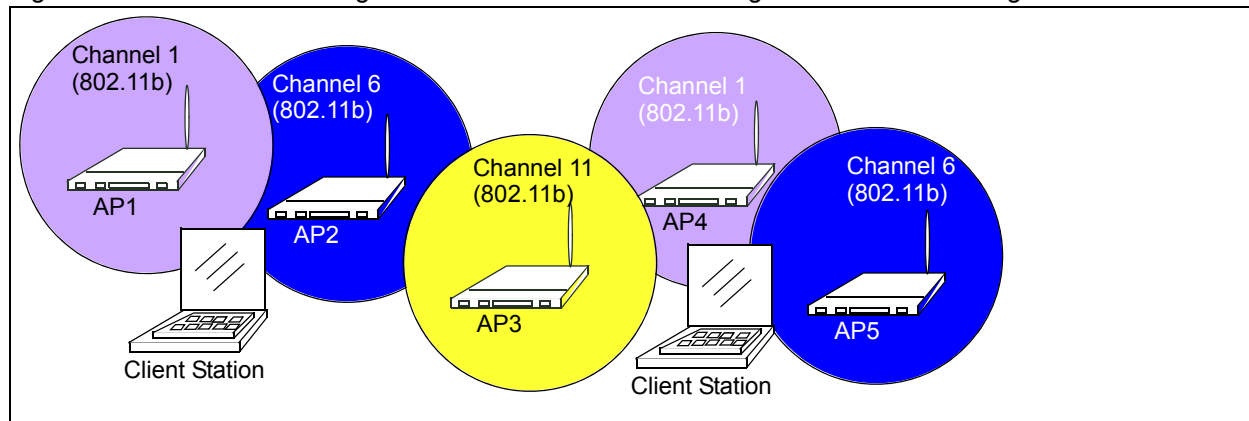 Channel 1
(802.11b)
AP1
Channel 6
(802.11b)
AP2
Channel 11
(802.11b)
AP3
Channel 1
(802.11b)
AP4
Channel 6
(802.11b)
AP5
Client Station
Client Station